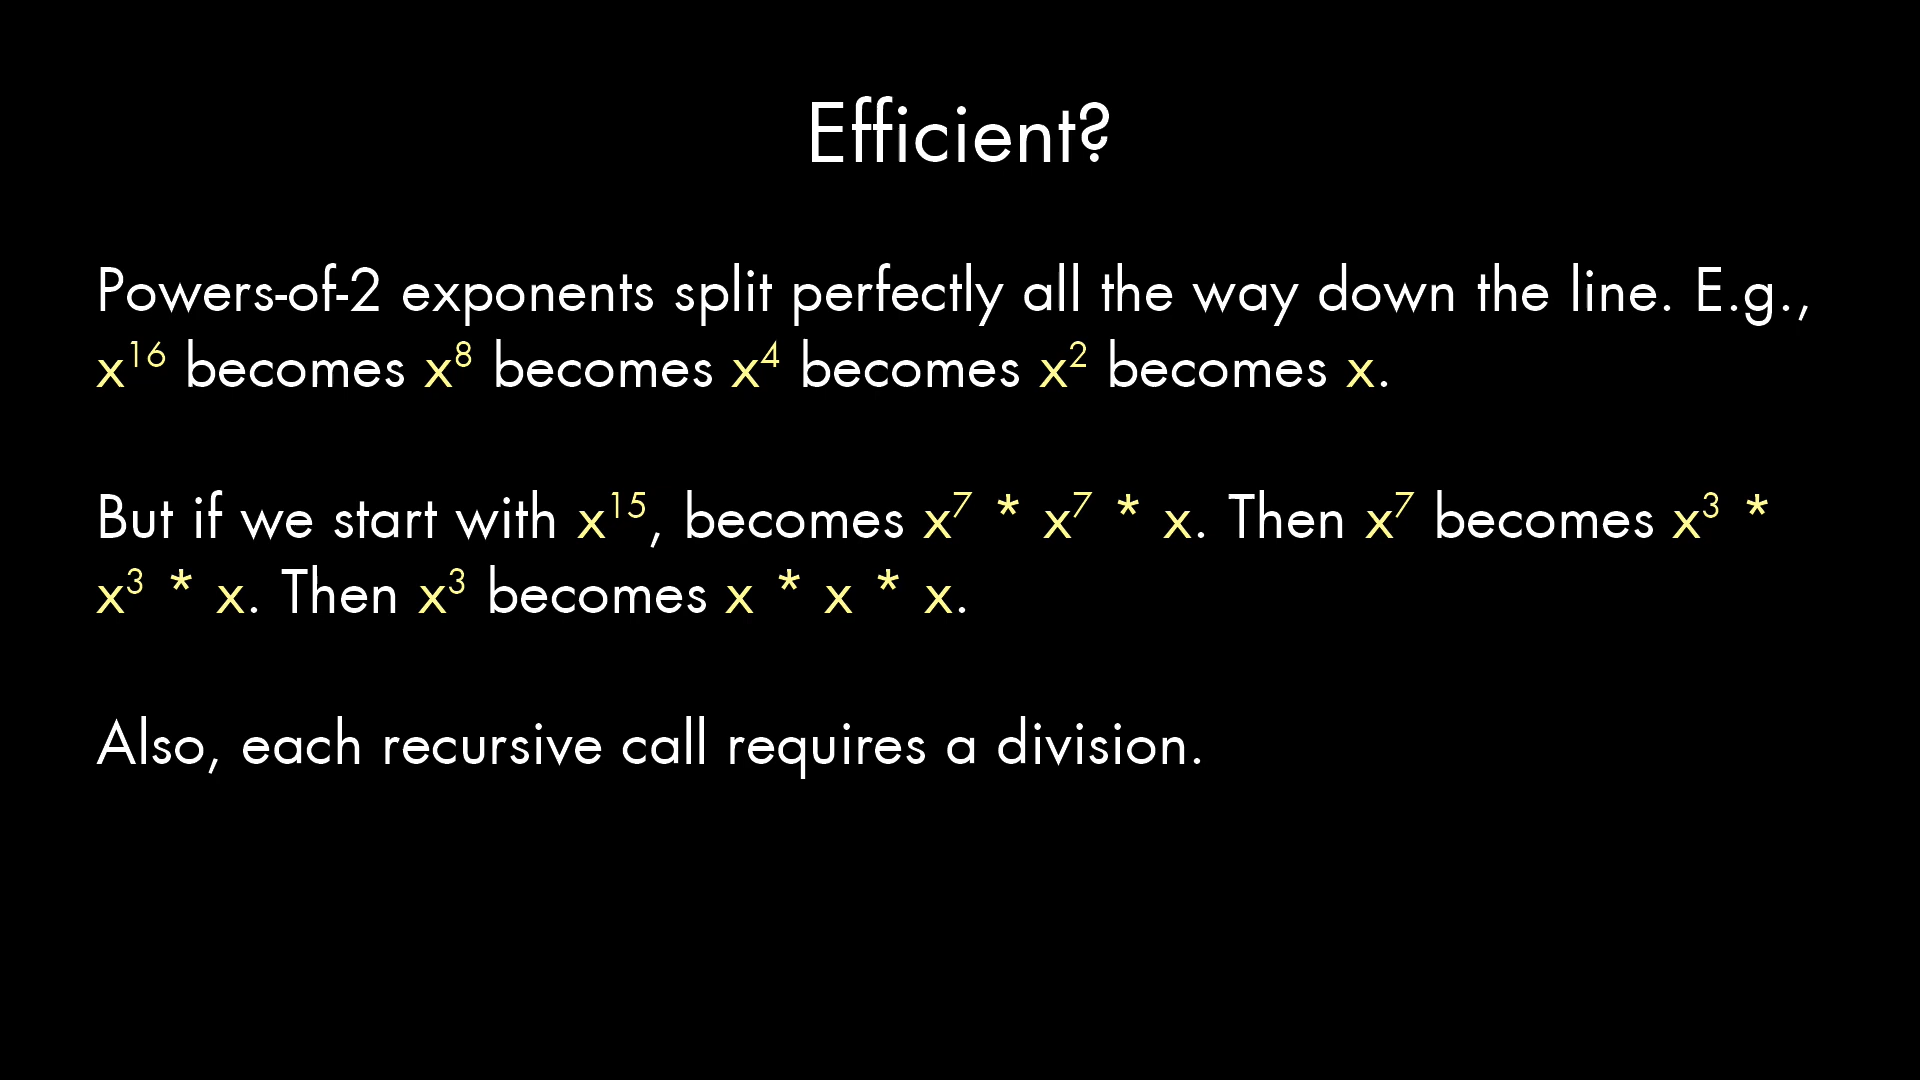 Efficient?
Powers-of-2 exponents split perfectly all the way down the line. E.g.,
x¹⁶ becomes x⁸ becomes x⁴ becomes x² becomes x.
But if we start with x¹⁵, becomes x⁷ * x⁷ * x. Then x⁷ becomes x³ *
x³ * x. Then x³ becomes x * x * x.
Also, each recursive call requires a division.